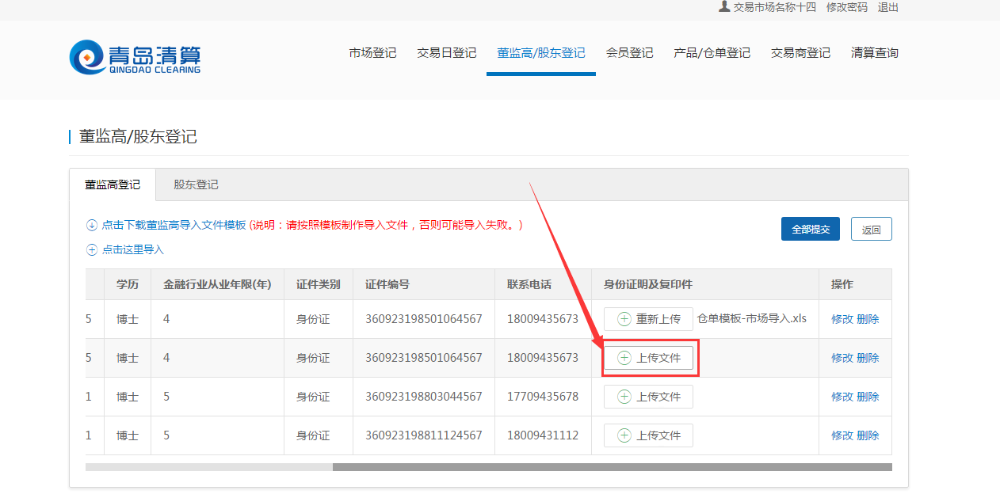 交易市场名称十四 修改密码 退出
青岛清算
QINGDAO CLEARING
市场登记 交易日登记 董监高/股东登记 会员登记 产品/仓单登记 交易商登记 清算查询
董监高/股东登记
董监高登记 股东登记
点击下载董监高导入文件模板 (说明：请按照模板制作导入文件，否则可能导入失败。)
全部提交 返回
点击这里导入
学历 金融行业从业年限(年) 证件类别 证件编号 联系电话 身份证明及复印件 操作
5 博士 4 身份证 360923198501064567 18009435673 重新上传 仓单模板-市场导入.xls 修改 删除
5 博士 4 身份证 360923198501064567 18009435673 上传文件 修改 删除
1 博士 5 身份证 360923198803044567 17709435678 上传文件 修改 删除
1 博士 5 身份证 360923198811124567 18009431112 上传文件 修改 删除